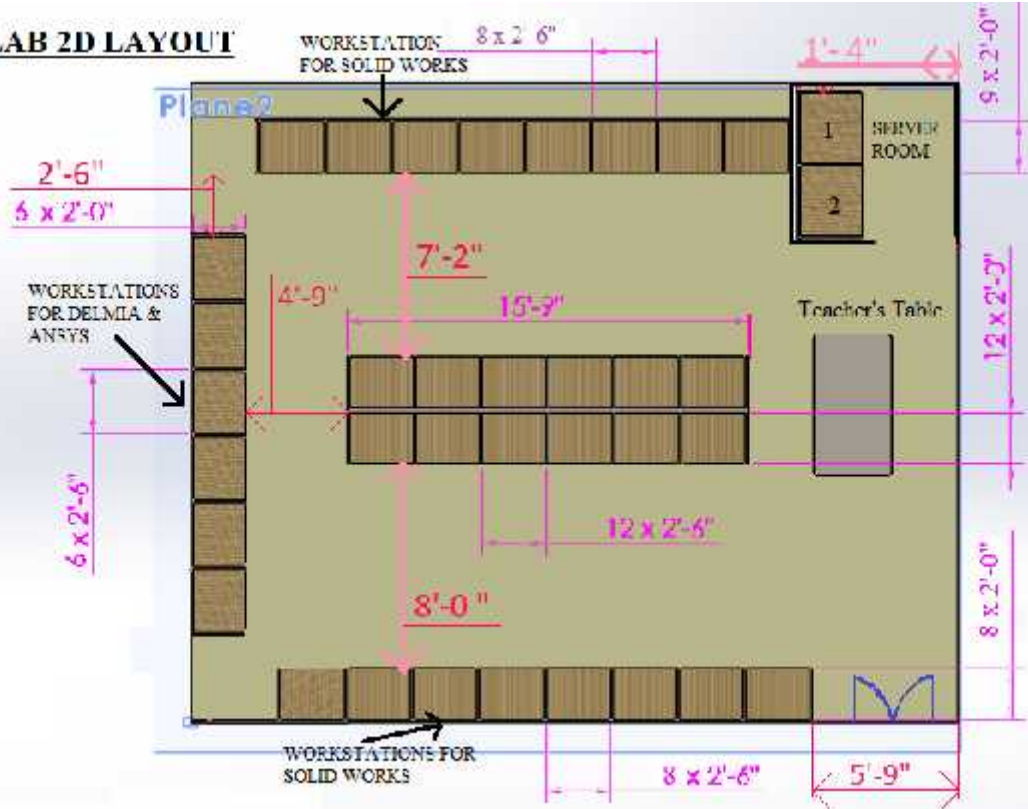 LAB 2D LAYOUT
WORKSTATION
FOR SOLID WORKS
8 x 2'-6"
1'-4"
9 x 2'-0"
Plane2
1
SERVER
ROOM
2
2'-6"
6 x 2'-0"
7'-2"
WORKSTATIONS
FOR DELMIA &
ANSYS
4'-9"
15'-9"
Teacher's Table
12 x 2'-0"
6 x 2'-6"
12 x 2'-6"
8'-0"
8 x 2'-0"
WORKSTATIONS FOR
SOLID WORKS
8 x 2'-6"
5'-9"